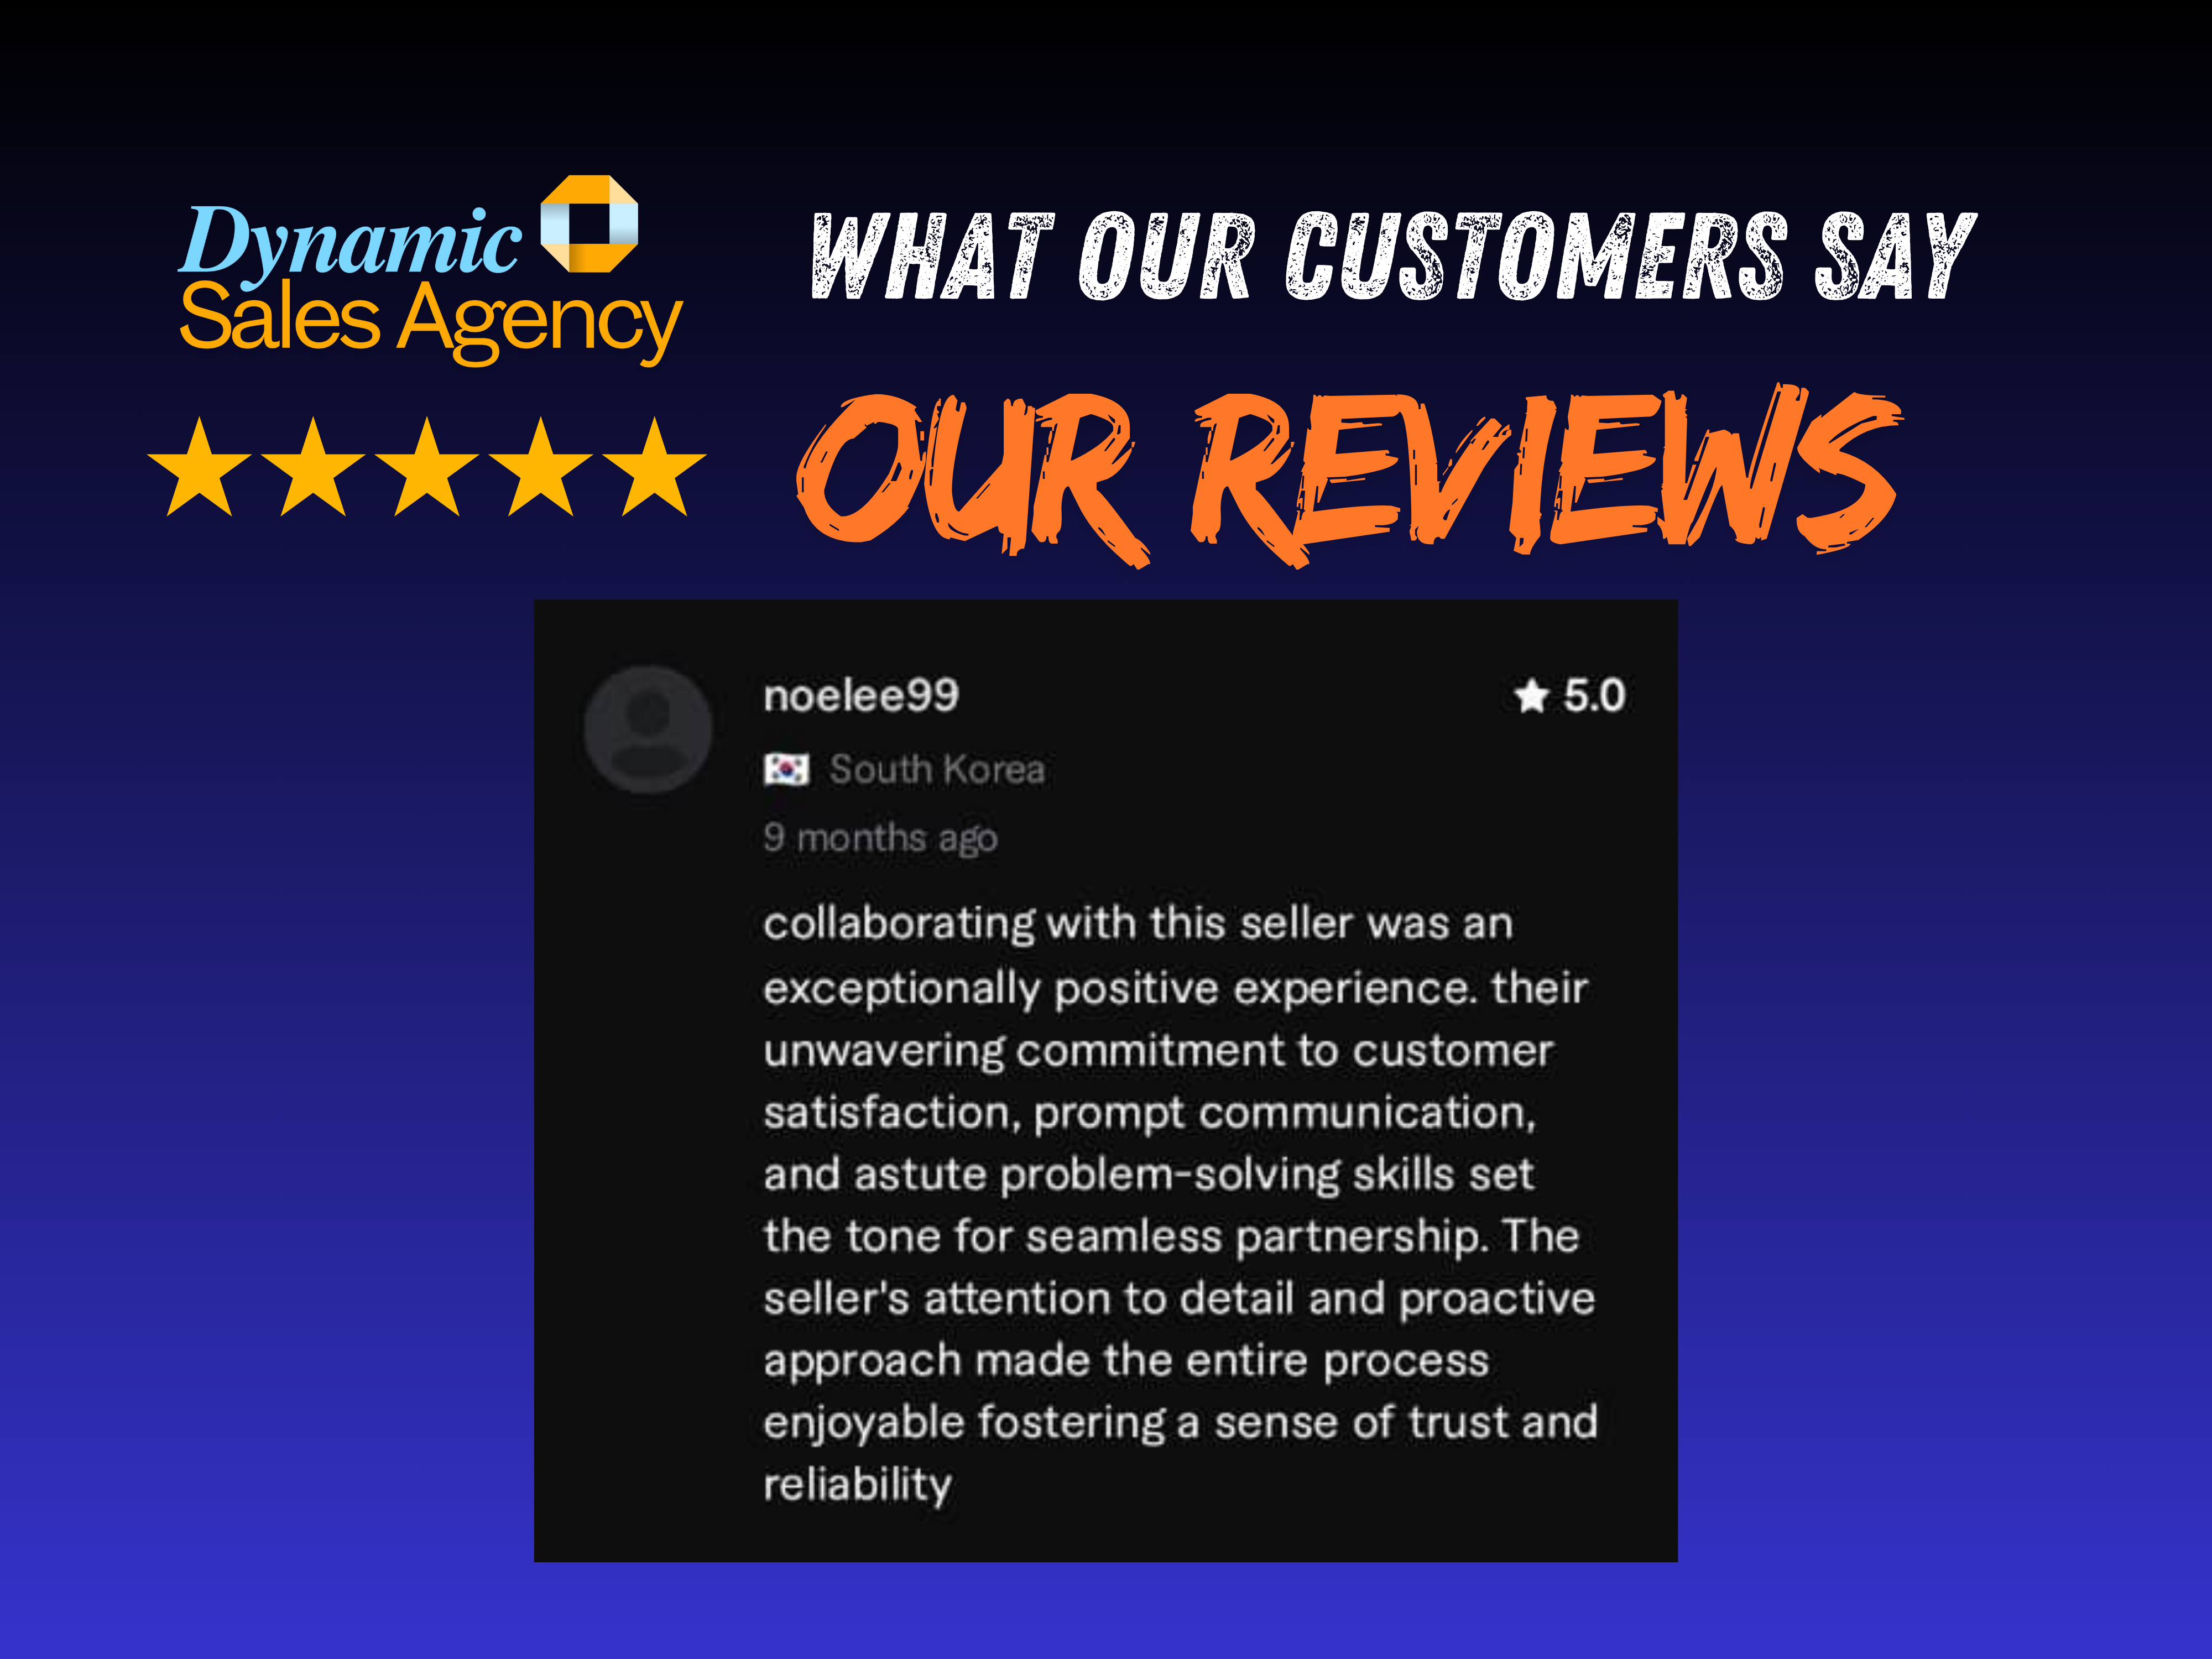 Dynamic
Sales Agency
WHAT OUR CUSTOMERS SAY
OUR REVIEWS
noelee99
5.0
South Korea
9 months ago
collaborating with this seller was an
exceptionally positive experience. their
unwavering commitment to customer
satisfaction, prompt communication,
and astute problem-solving skills set
the tone for seamless partnership. The
seller's attention to detail and proactive
approach made the entire process
enjoyable fostering a sense of trust and
reliability